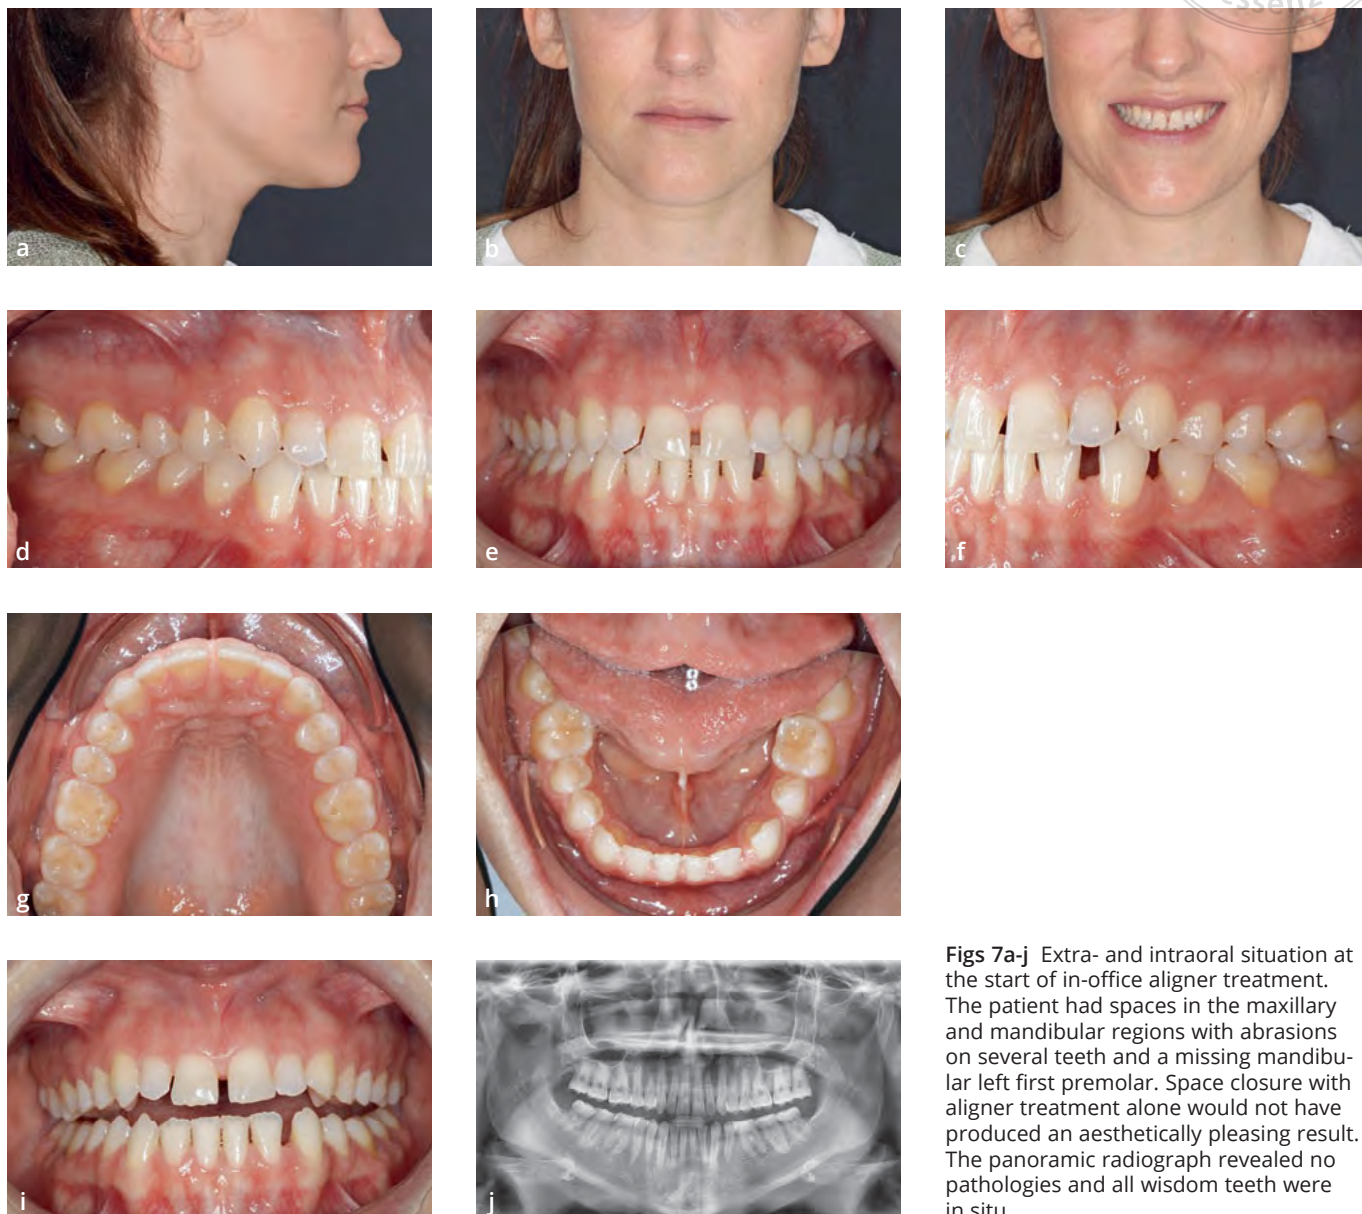 a
b
c
d
e
f
g
h
i
j
Figs 7a-j Extra- and intraoral situation at
the start of in-office aligner treatment.
The patient had spaces in the maxillary
and mandibular regions with abrasions
on several teeth and a missing mandibu-
lar left first premolar. Space closure with
aligner treatment alone would not have
produced an aesthetically pleasing result.
The panoramic radiograph revealed no
pathologies and all wisdom teeth were
in situ